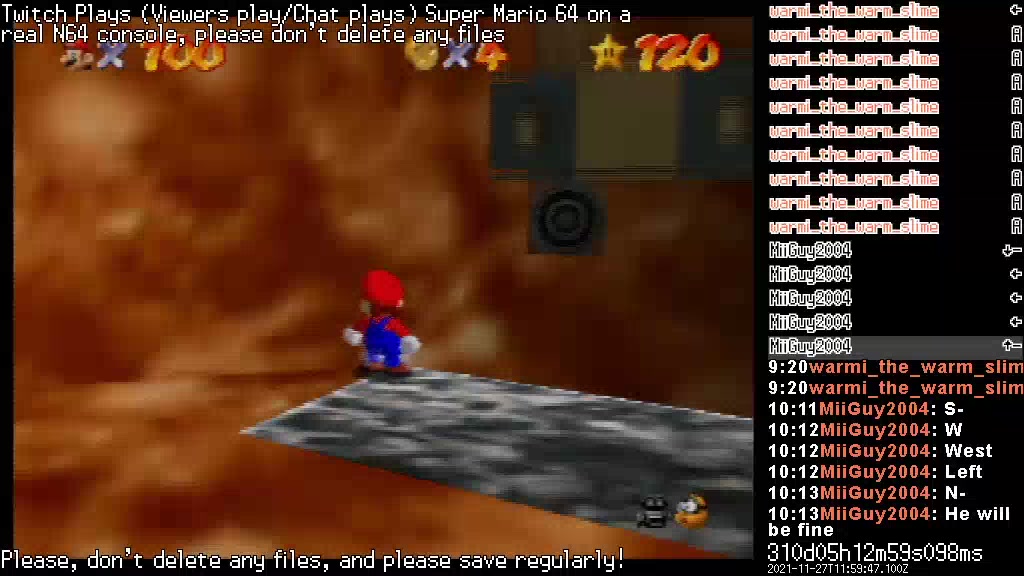 Twitch Plays (Viewers play/Chat plays) Super Mario 64 on a
real N64 console, please don't delete any files
× 100 × 4 120
warmi_the_warm_slime ←
warmi_the_warm_slime A
warmi_the_warm_slime A
warmi_the_warm_slime A
warmi_the_warm_slime A
warmi_the_warm_slime A
warmi_the_warm_slime A
warmi_the_warm_slime A
warmi_the_warm_slime A
warmi_the_warm_slime A
MiiGuy2004 ↓-
MiiGuy2004 ←
MiiGuy2004 ←
MiiGuy2004 ←
MiiGuy2004 ↑-
9:20warmi_the_warm_slim
9:20warmi_the_warm_slim
10:11MiiGuy2004: S-
10:12MiiGuy2004: W
10:12MiiGuy2004: West
10:12MiiGuy2004: Left
10:13MiiGuy2004: N-
10:13MiiGuy2004: He will
be fine
310d05h12m59s098ms
2021-11-27T11:59:47.100Z
Please, don't delete any files, and please save regularly!